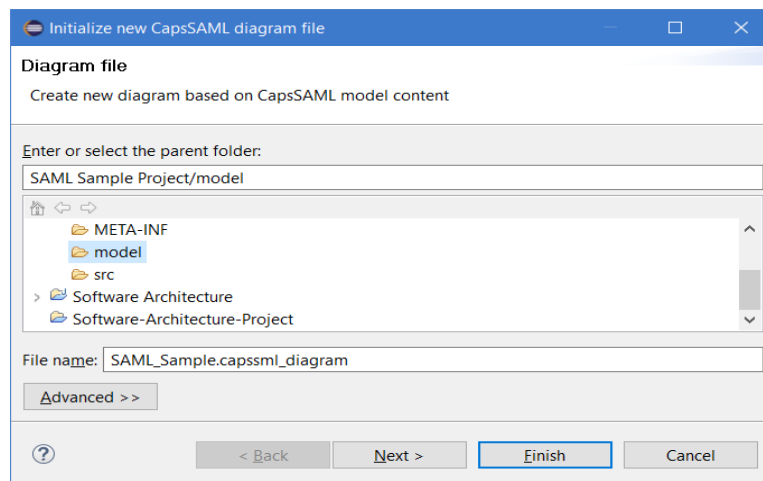 Initialize new CapsSAML diagram file
Diagram file
Create new diagram based on CapsSAML model content
Enter or select the parent folder:
SAML Sample Project/model
META-INF
model
src
> Software Architecture
Software-Architecture-Project
File name: SAML_Sample.capssml_diagram
Advanced >>
? < Back Next > Finish Cancel